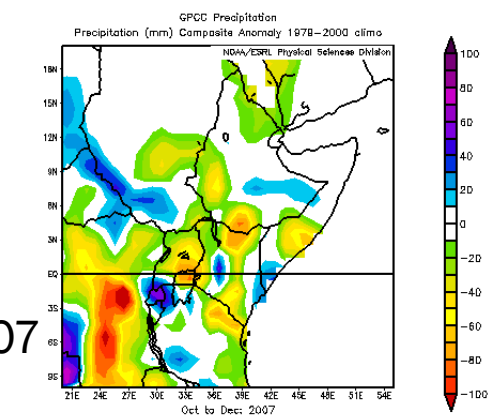 GPCC Precipitation
Precipitation (mm) Composite Anomaly 1979-2000 climo
NOAA/ESRL Physical Sciences Division
18N
15N
12N
9N
6N
3N
EQ
3S
6S
9S
07
21E 24E 27E 30E 33E 36E 39E 42E 45E 48E 51E 54E
Oct to Dec: 2007
100
80
60
40
20
0
-20
-40
-60
-80
-100